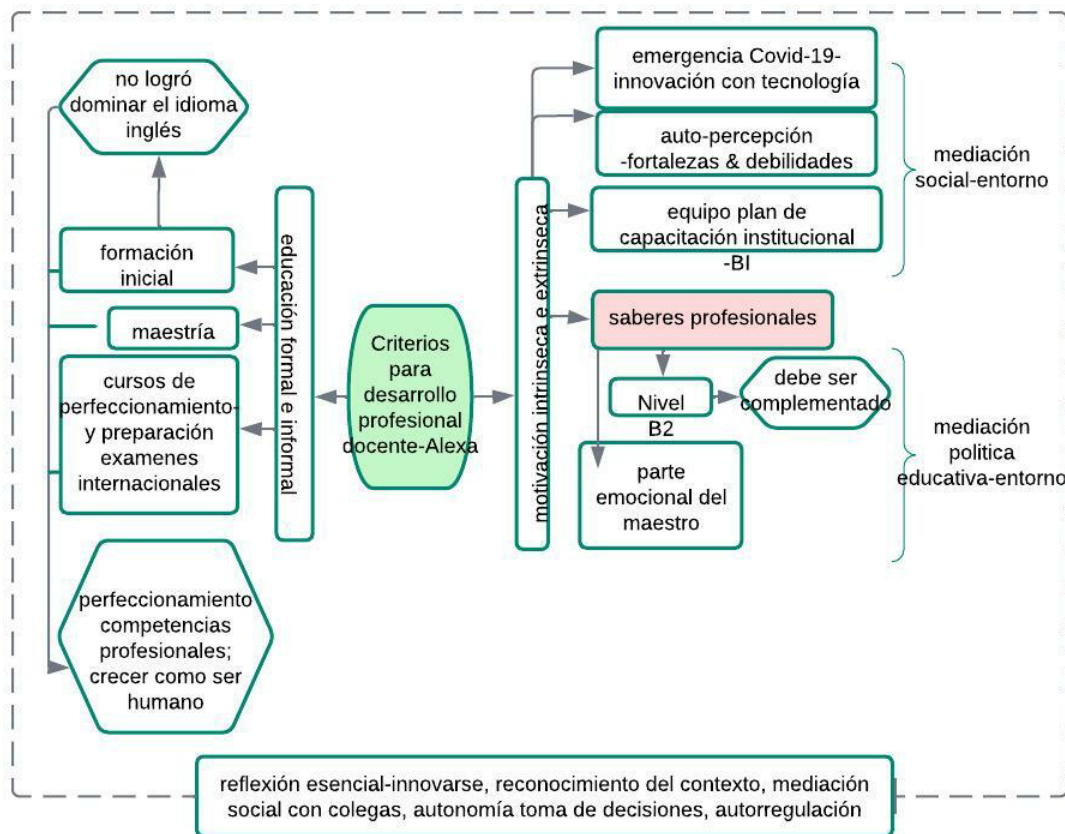 no logró
dominar el idioma
inglés
formación
inicial
maestría
cursos de
perfeccionamiento-
y preparación
examenes
internacionales
perfeccionamiento
competencias
profesionales;
crecer como ser
humano
educación formal e informal
Criterios
para
desarrollo
profesional
docente-Alexa
motivación intrinseca e extrinseca
emergencia Covid-19-
innovación con tecnología
auto-percepción
-fortalezas & debilidades
equipo plan de
capacitación institucional
-BI
mediación
social-entorno
saberes profesionales
Nivel
B2
debe ser
complementado
parte
emocional del
maestro
mediación
politica
educativa-entorno
reflexión esencial-innovarse, reconocimiento del contexto, mediación
social con colegas, autonomía toma de decisiones, autorregulación